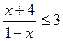 x + 4 / 1 − x ≤ 3